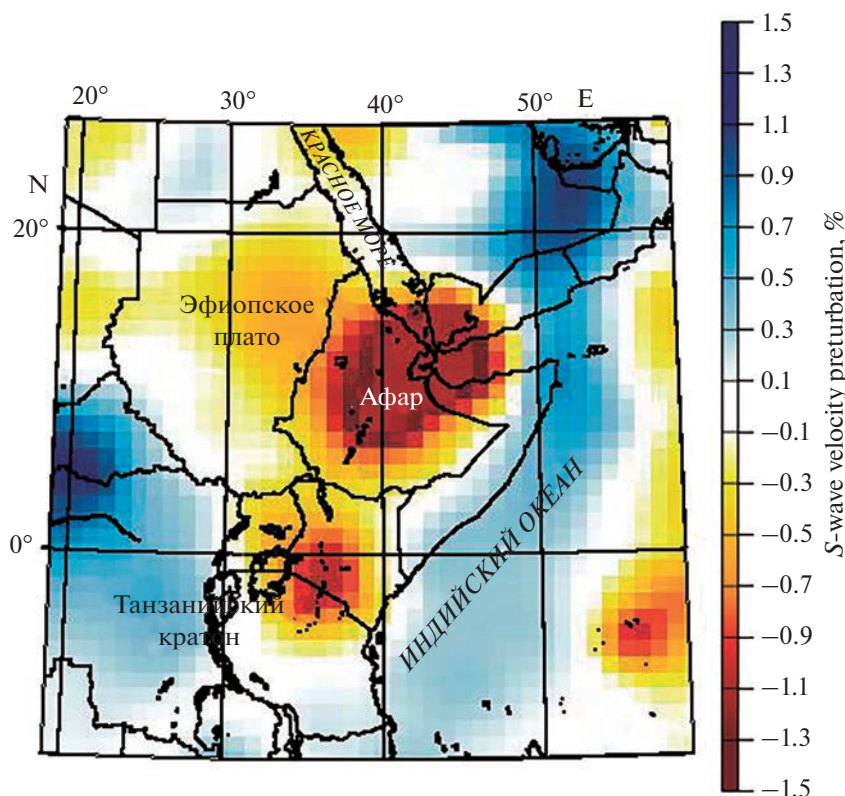 20°
30°
40°
50°
E
N
20°
0°
КРАСНОЕ МОРЕ
Эфиопское
плато
Афар
Танзанийский
кратон
ИНДИЙСКИЙ ОКЕАН
1.5
1.3
1.1
0.9
0.7
0.5
0.3
0.1
−0.1
−0.3
−0.5
−0.7
−0.9
−1.1
−1.3
−1.5
S-wave velocity preturbation, %